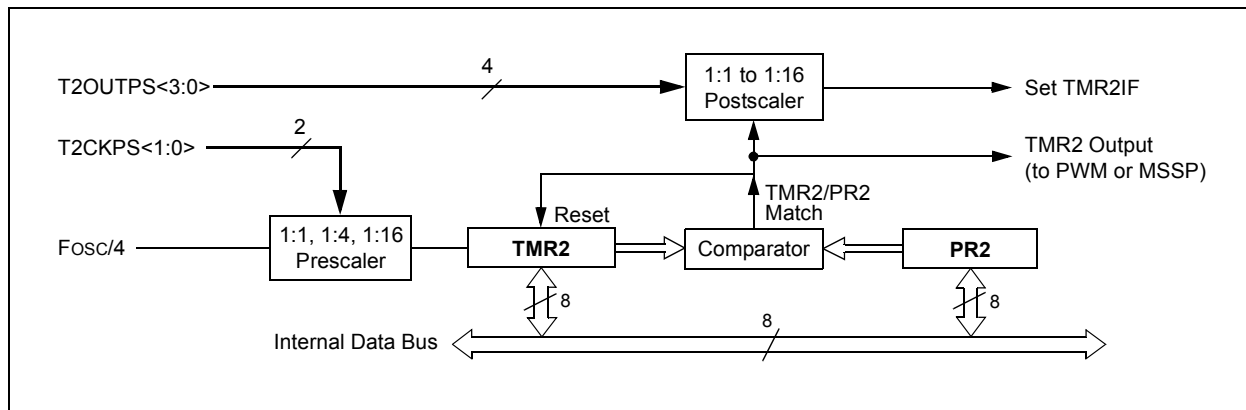 T2OUTPS<3:0>
4
1:1 to 1:16
Postscaler
Set TMR2IF
T2CKPS<1:0>
2
TMR2 Output
(to PWM or MSSP)
TMR2/PR2
Match
Reset
FOSC/4
1:1, 1:4, 1:16
Prescaler
TMR2
Comparator
PR2
8
8
8
Internal Data Bus